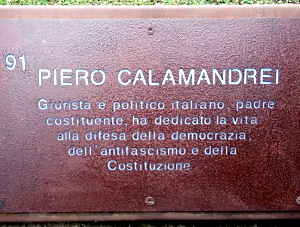 91 PIERO CALAMANDREI
Giurista e politico italiano, padre
costituente, ha dedicato la vita
alla difesa della democrazia,
dell'antifascismo e della
Costituzione